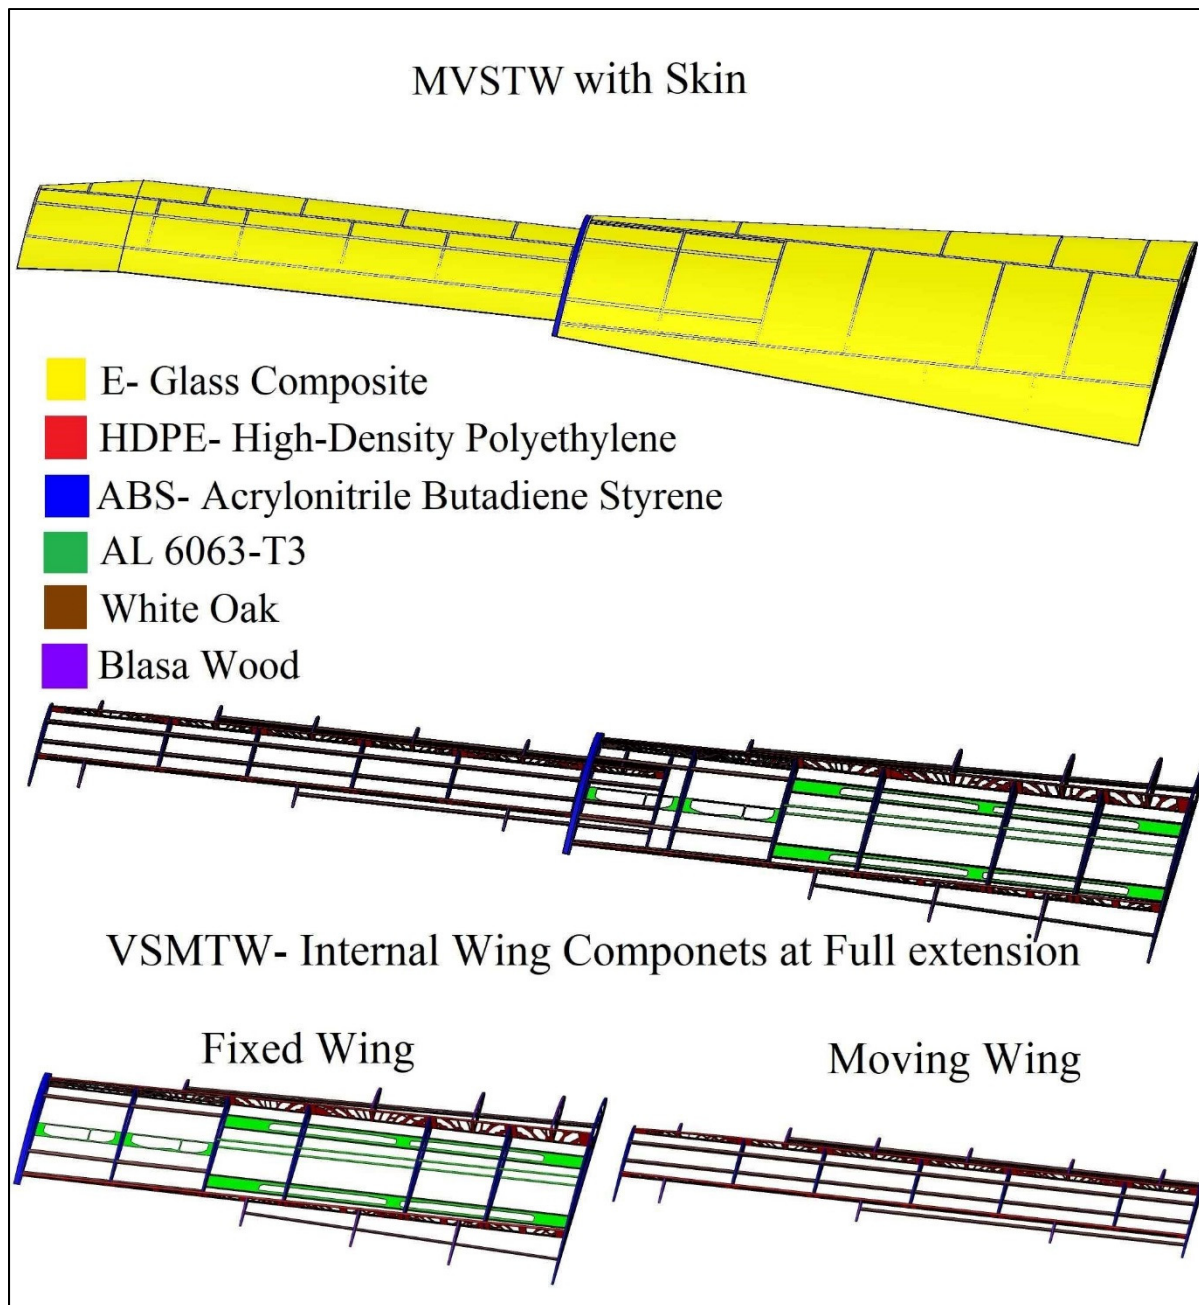 MVSTW with Skin
E- Glass Composite
HDPE- High-Density Polyethylene
ABS- Acrylonitrile Butadiene Styrene
AL 6063-T3
White Oak
Blasa Wood
VSMTW- Internal Wing Componets at Full extension
Fixed Wing
Moving Wing